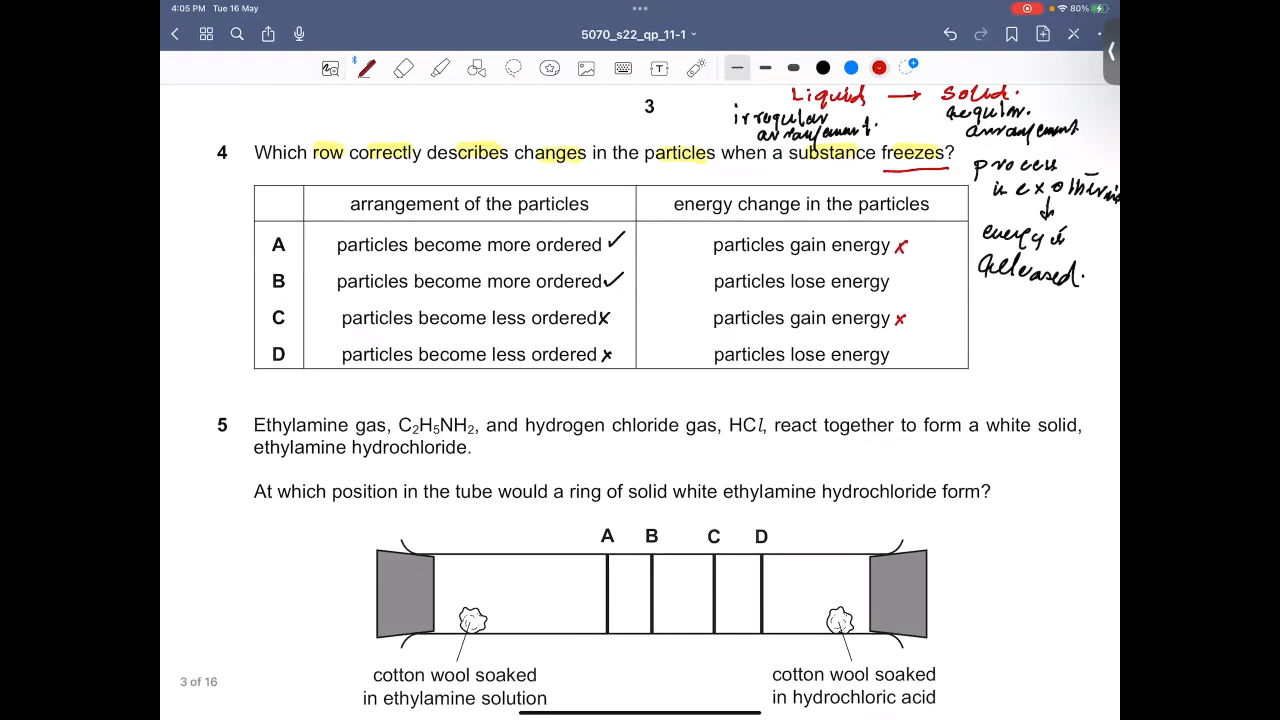 4:05 PM Tue 16 May
80%
5070_s22_qp_11-1
Liquid → Solid.
3
irregular arrangement.
regular. arrangement
4 Which row correctly describes changes in the particles when a substance freezes?
process
is exothermi
↓
energy is
released.
arrangement of the particles energy change in the particles
A particles become more ordered ✓ particles gain energy ✗
B particles become more ordered ✓ particles lose energy
C particles become less ordered ✗ particles gain energy ✗
D particles become less ordered ✗ particles lose energy
5 Ethylamine gas, C₂H₅NH₂, and hydrogen chloride gas, HCl, react together to form a white solid,
ethylamine hydrochloride.
At which position in the tube would a ring of solid white ethylamine hydrochloride form?
A B C D
cotton wool soaked
in ethylamine solution
cotton wool soaked
in hydrochloric acid
3 of 16